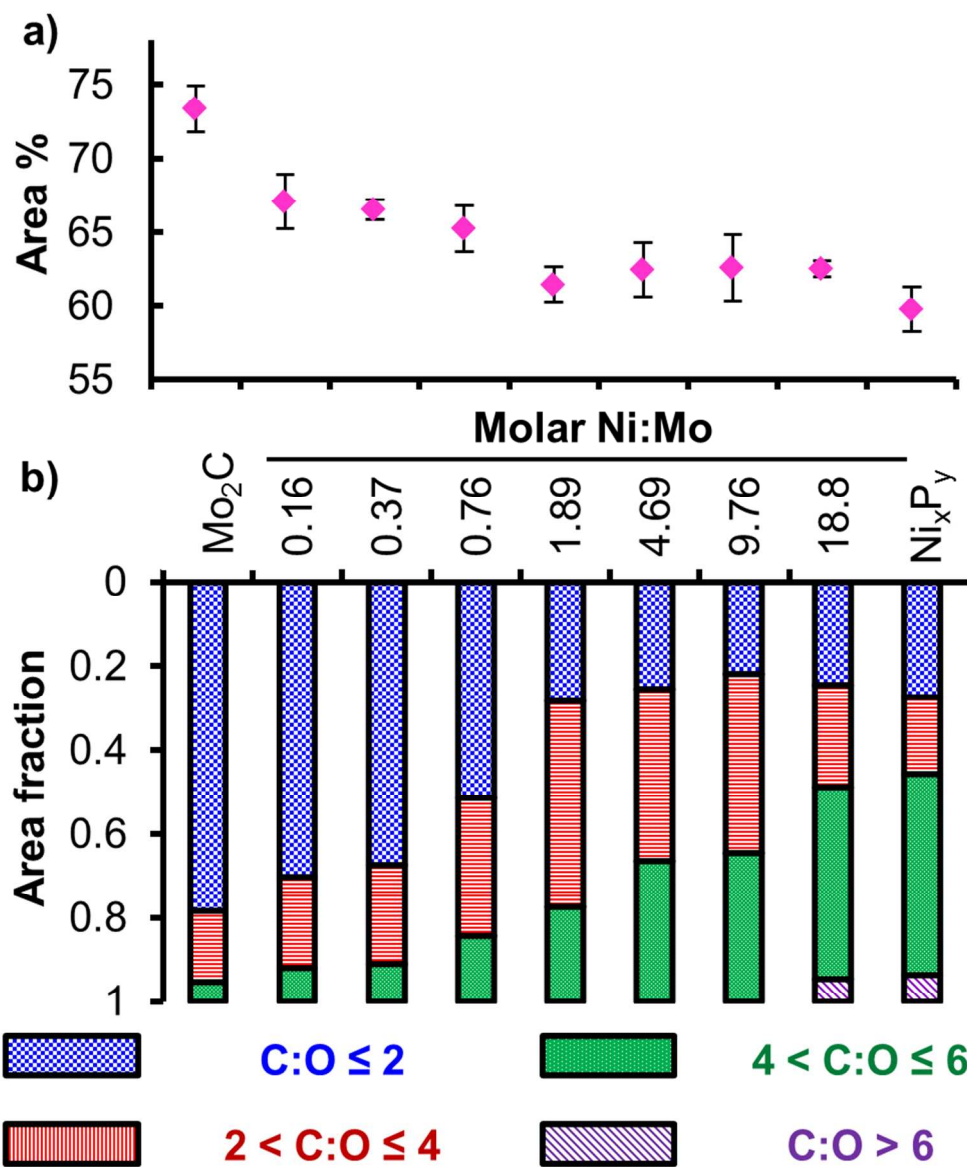 a)
Area %
75
70
65
60
55
Molar Ni:Mo
b)
Mo₂C
0.16
0.37
0.76
1.89
4.69
9.76
18.8
NiₓPᵧ
Area fraction
0
0.2
0.4
0.6
0.8
1
C:O ≤ 2
4 < C:O ≤ 6
2 < C:O ≤ 4
C:O > 6